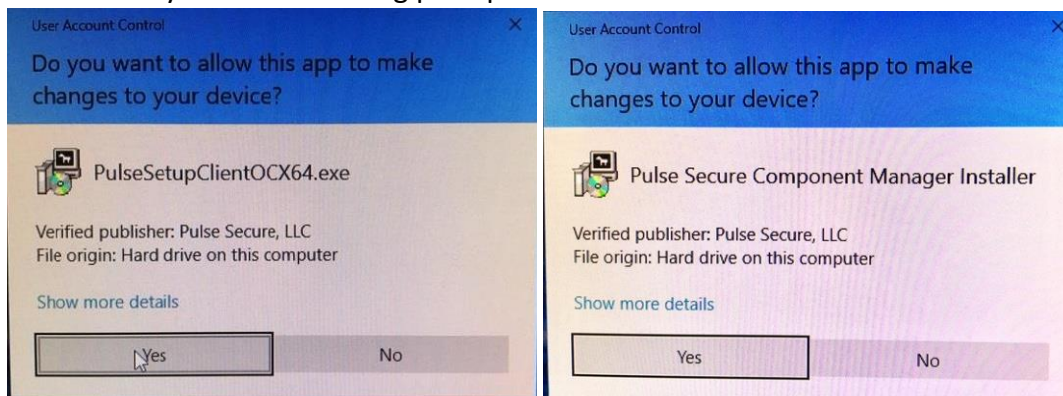 User Account Control
Do you want to allow this app to make
changes to your device?
PulseSetupClientOCX64.exe
Verified publisher: Pulse Secure, LLC
File origin: Hard drive on this computer
Show more details
Yes
No
User Account Control
Do you want to allow this app to make
changes to your device?
Pulse Secure Component Manager Installer
Verified publisher: Pulse Secure, LLC
File origin: Hard drive on this computer
Show more details
Yes
No